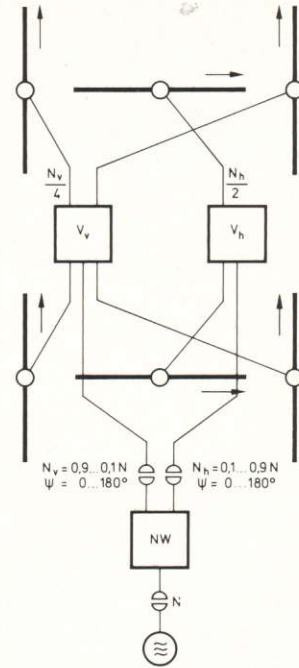 N_v
4
N_h
2
V_v
V_h
N_v = 0,9...0,1 N
Ψ = 0...180°
N_h = 0,1...0,9 N
Ψ = 0...180°
NW
N